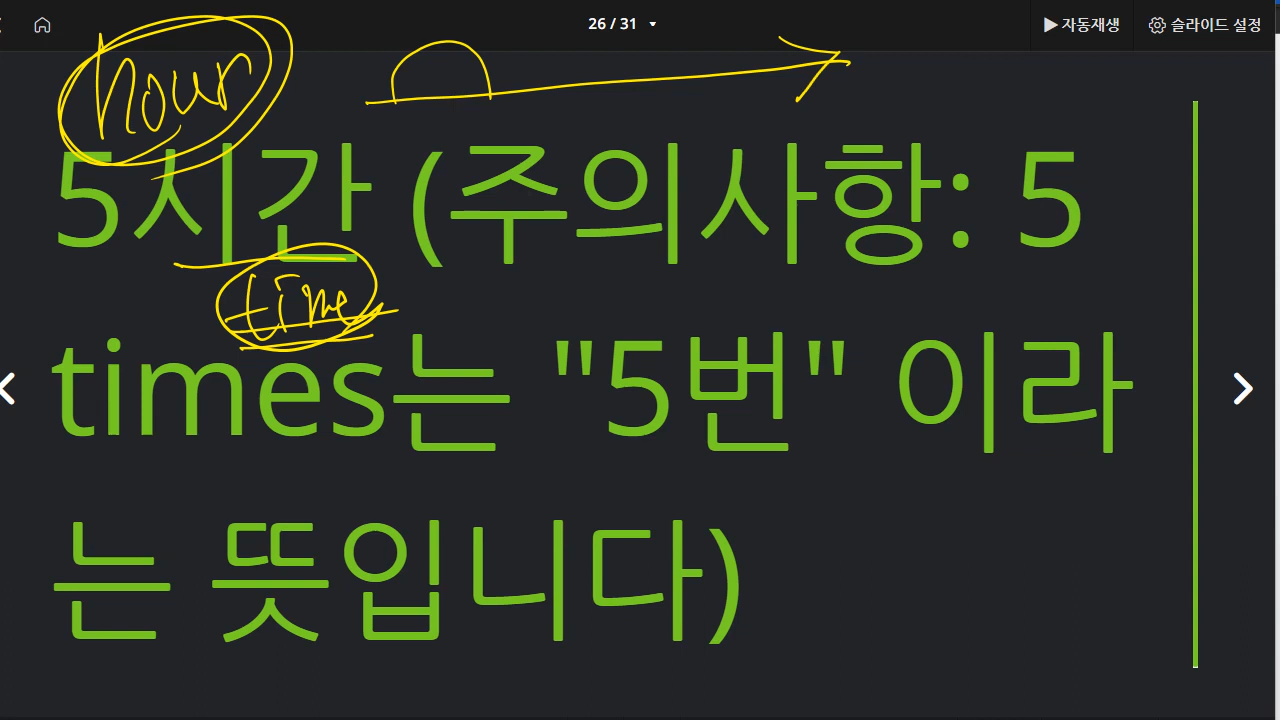 26 / 31
자동재생
슬라이드 설정
hour
5시간 (주의사항: 5
time
times는 "5번" 이라
는 뜻입니다)